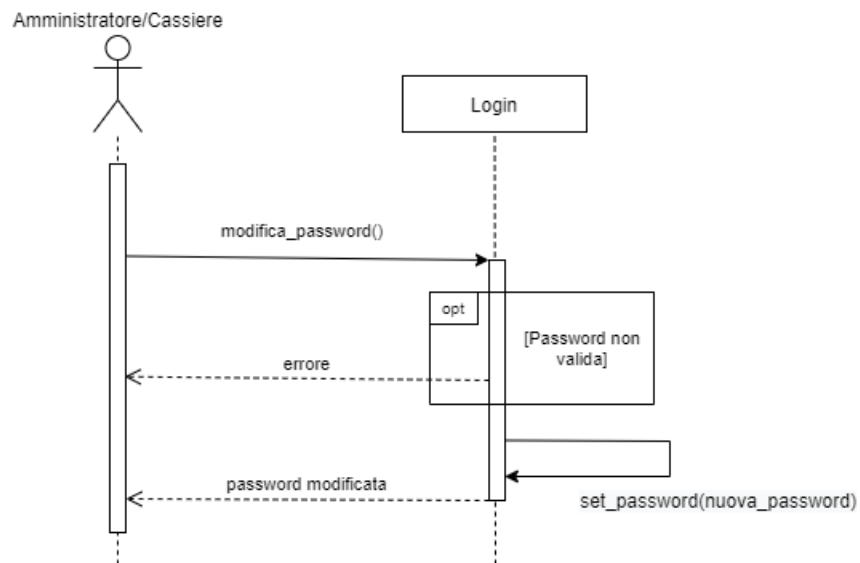 Amministratore/Cassiere
Login
modifica_password()
opt
[Password non
valida]
errore
password modificata
set_password(nuova_password)